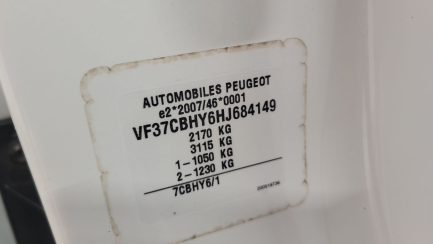 AUTOMOBILES PEUGEOT
e2*2007/46*0001
VF37CBHY6HJ684149
2170 KG
3115 KG
1-1050 KG
2-1230 KG
7CBHY6/1